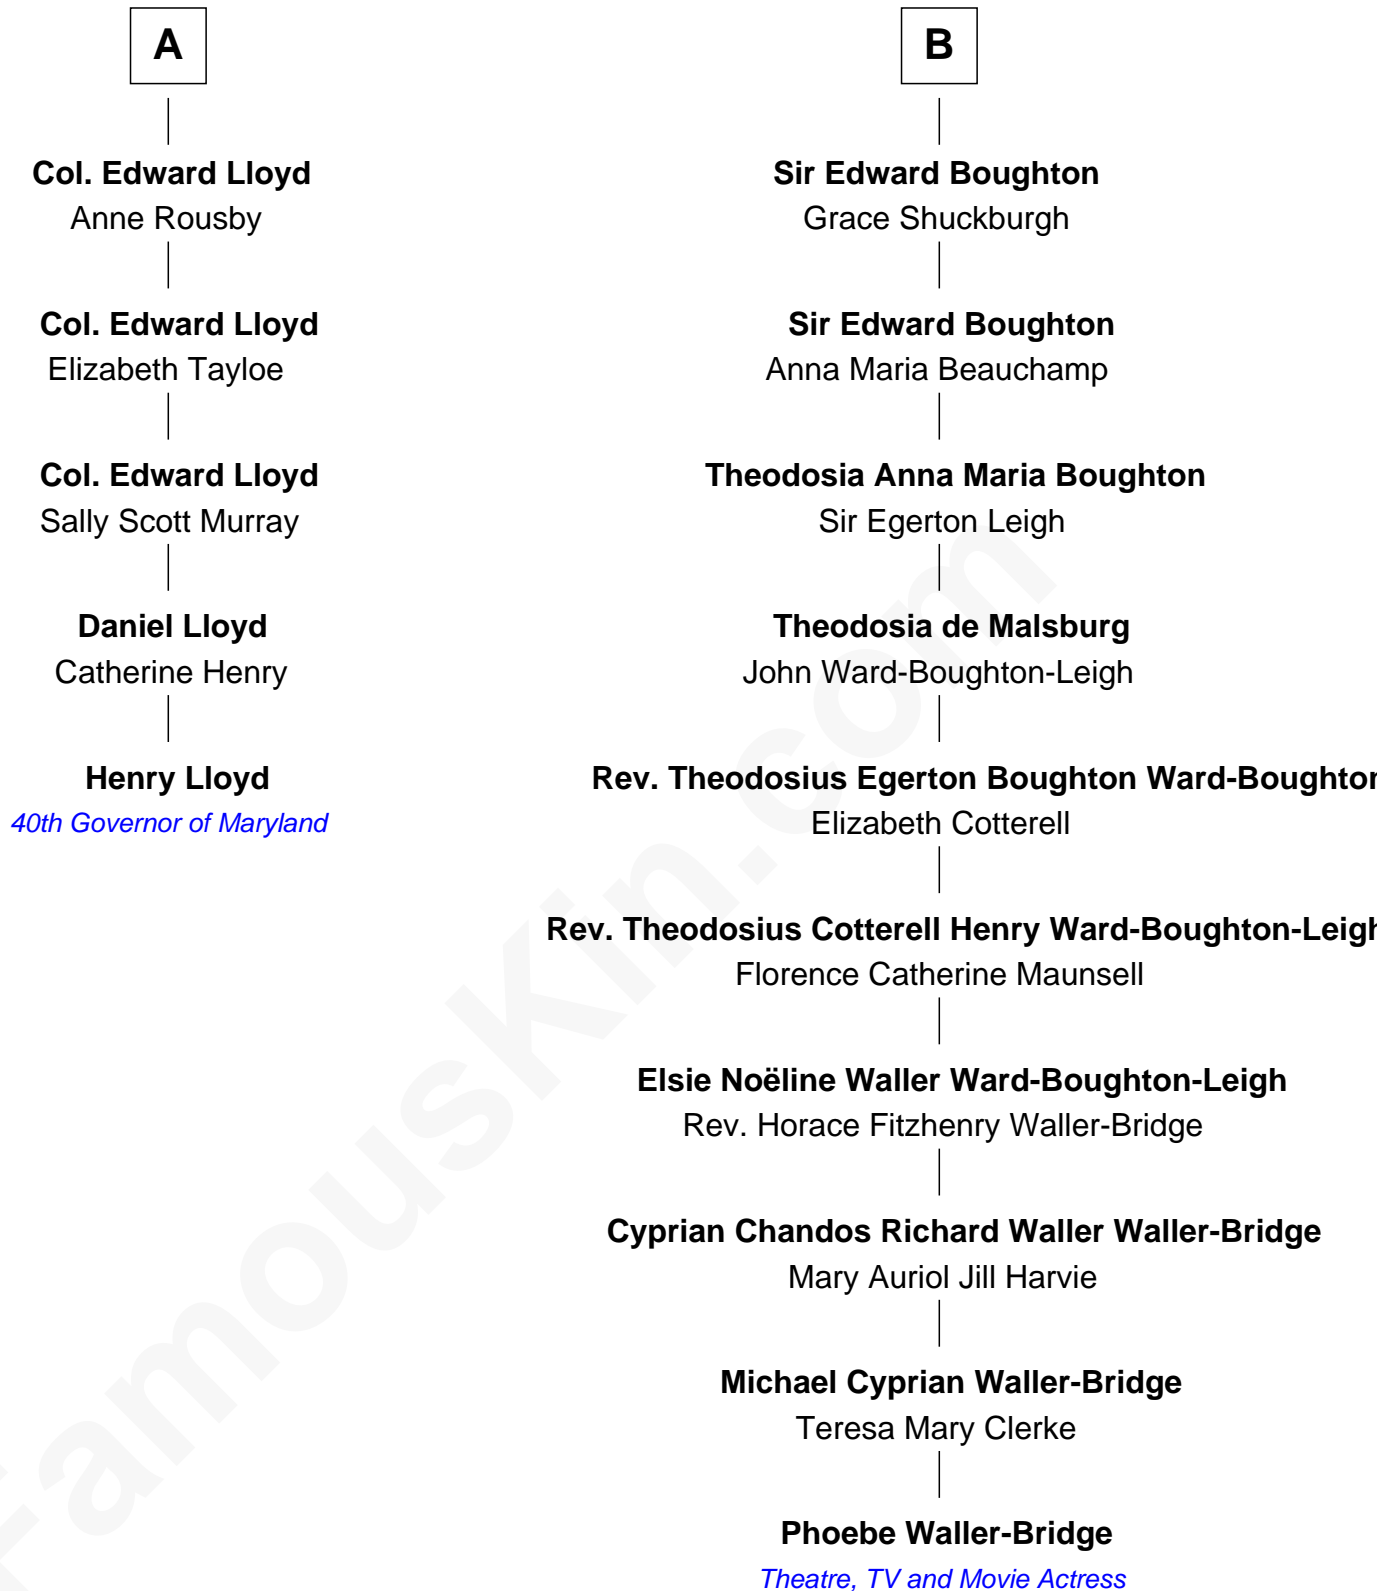 A
Col. Edward Lloyd
Anne Rousby
Col. Edward Lloyd
Elizabeth Tayloe
Col. Edward Lloyd
Sally Scott Murray
Daniel Lloyd
Catherine Henry
Henry Lloyd
40th Governor of Maryland
B
Sir Edward Boughton
Grace Shuckburgh
Sir Edward Boughton
Anna Maria Beauchamp
Theodosia Anna Maria Boughton
Sir Egerton Leigh
Theodosia de Malsburg
John Ward-Boughton-Leigh
Rev. Theodosius Egerton Boughton Ward-Boughton
Elizabeth Cotterell
Rev. Theodosius Cotterell Henry Ward-Boughton-Leigh
Florence Catherine Maunsell
Elsie Noëline Waller Ward-Boughton-Leigh
Rev. Horace Fitzhenry Waller-Bridge
Cyprian Chandos Richard Waller Waller-Bridge
Mary Auriol Jill Harvie
Michael Cyprian Waller-Bridge
Teresa Mary Clerke
Phoebe Waller-Bridge
Theatre, TV and Movie Actress
FamousKin.com